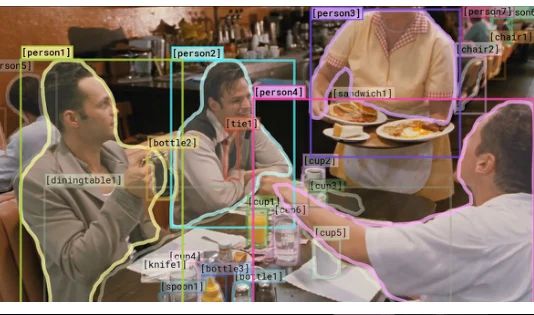 [person3]
[person7]
[chair1]
[person1]
[person2]
[chair2]
[person4]
[sandwich1]
[tie1]
[bottle2]
[cup2]
[diningtable1]
[cup3]
[cup1]
[cup6]
[cup5]
[cup4]
[knife1]
[bottle3]
[bottle1]
[spoon1]